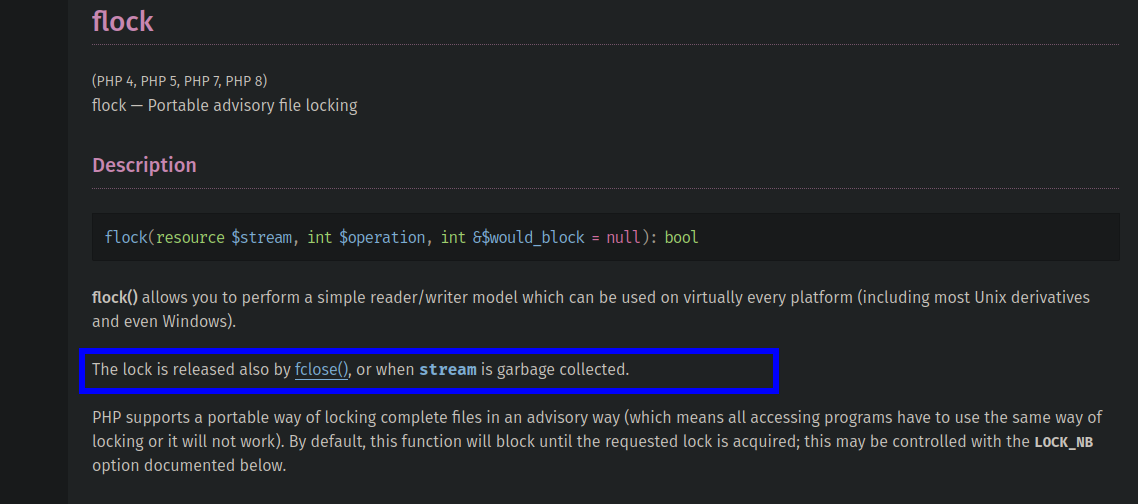 flock
(PHP 4, PHP 5, PHP 7, PHP 8)
flock — Portable advisory file locking
Description
flock(resource $stream, int $operation, int &$would_block = null): bool
flock() allows you to perform a simple reader/writer model which can be used on virtually every platform (including most Unix derivatives
and even Windows).
The lock is released also by fclose(), or when stream is garbage collected.
PHP supports a portable way of locking complete files in an advisory way (which means all accessing programs have to use the same way of
locking or it will not work). By default, this function will block until the requested lock is acquired; this may be controlled with the LOCK_NB
option documented below.